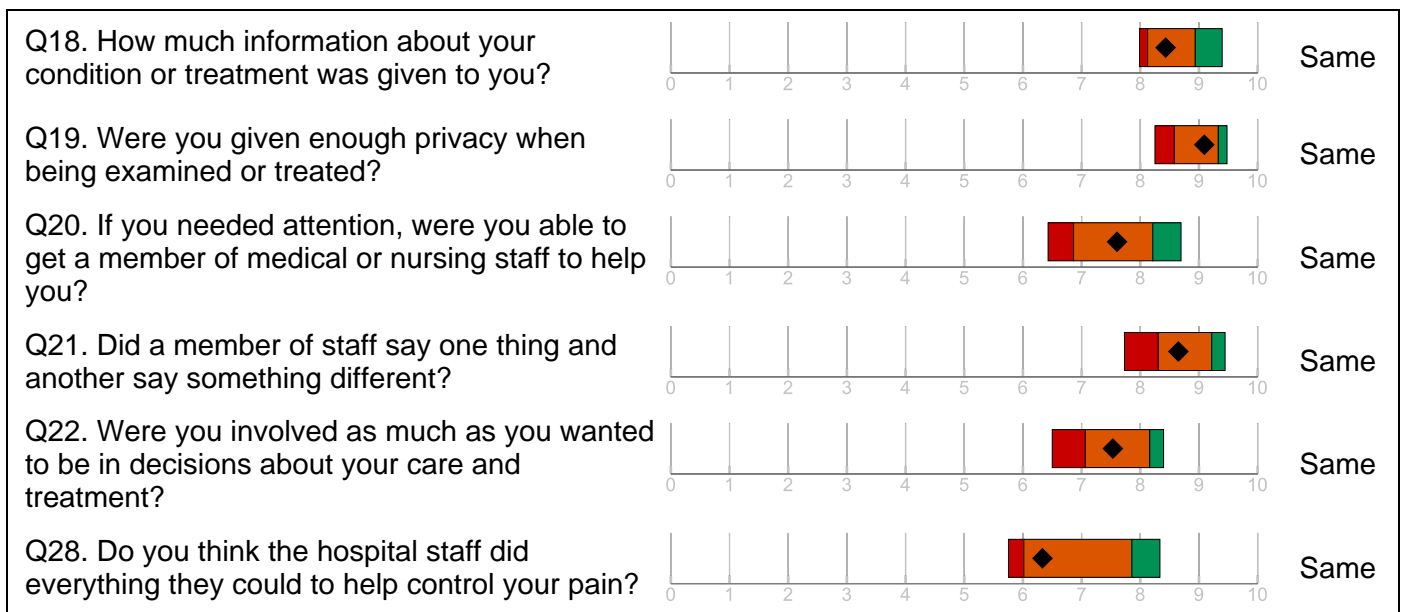 Q18. How much information about your
condition or treatment was given to you?
Same
0 1 2 3 4 5 6 7 8 9 10
Q19. Were you given enough privacy when
being examined or treated?
Same
0 1 2 3 4 5 6 7 8 9 10
Q20. If you needed attention, were you able to
get a member of medical or nursing staff to help
you?
Same
0 1 2 3 4 5 6 7 8 9 10
Q21. Did a member of staff say one thing and
another say something different?
Same
0 1 2 3 4 5 6 7 8 9 10
Q22. Were you involved as much as you wanted
to be in decisions about your care and
treatment?
Same
0 1 2 3 4 5 6 7 8 9 10
Q28. Do you think the hospital staff did
everything they could to help control your pain?
Same
0 1 2 3 4 5 6 7 8 9 10